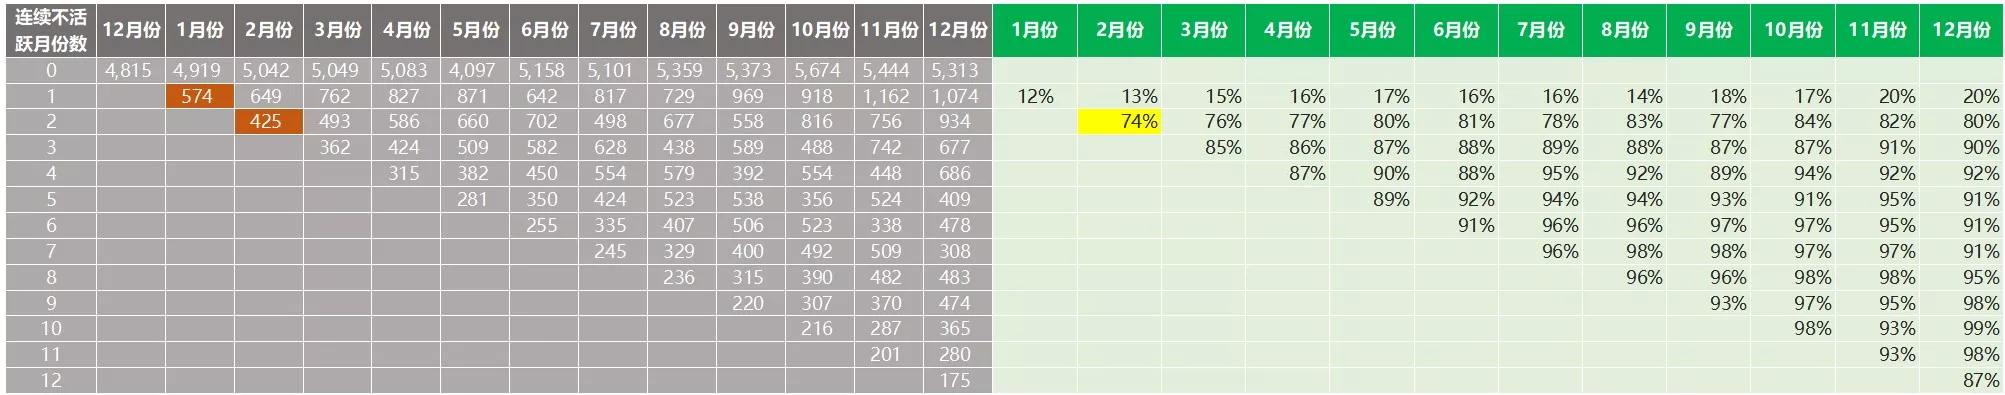 连续不活跃月份数 12月份 1月份 2月份 3月份 4月份 5月份 6月份 7月份 8月份 9月份 10月份 11月份 12月份 1月份 2月份 3月份 4月份 5月份 6月份 7月份 8月份 9月份 10月份 11月份 12月份
0 4,815 4,919 5,042 5,049 5,083 4,097 5,158 5,101 5,359 5,373 5,674 5,444 5,313
1 574 649 762 827 871 642 817 729 969 918 1,162 1,074 12% 13% 15% 16% 17% 16% 16% 14% 18% 17% 20% 20%
2 425 493 586 660 702 498 677 558 816 756 934 74% 76% 77% 80% 81% 78% 83% 77% 84% 82% 80%
3 362 424 509 582 628 438 589 488 742 677 85% 86% 87% 88% 89% 88% 87% 87% 91% 90%
4 315 382 450 554 579 392 554 448 686 87% 90% 88% 95% 92% 89% 94% 92% 92%
5 281 350 424 523 538 356 524 409 89% 92% 94% 94% 93% 91% 95% 91%
6 255 335 407 506 523 338 478 91% 96% 96% 97% 97% 95% 91%
7 245 329 400 492 509 308 96% 98% 98% 97% 97% 91%
8 236 315 390 482 483 96% 96% 98% 98% 95%
9 220 307 370 474 93% 97% 95% 98%
10 216 287 365 98% 93% 99%
11 201 280 93% 98%
12 175 87%